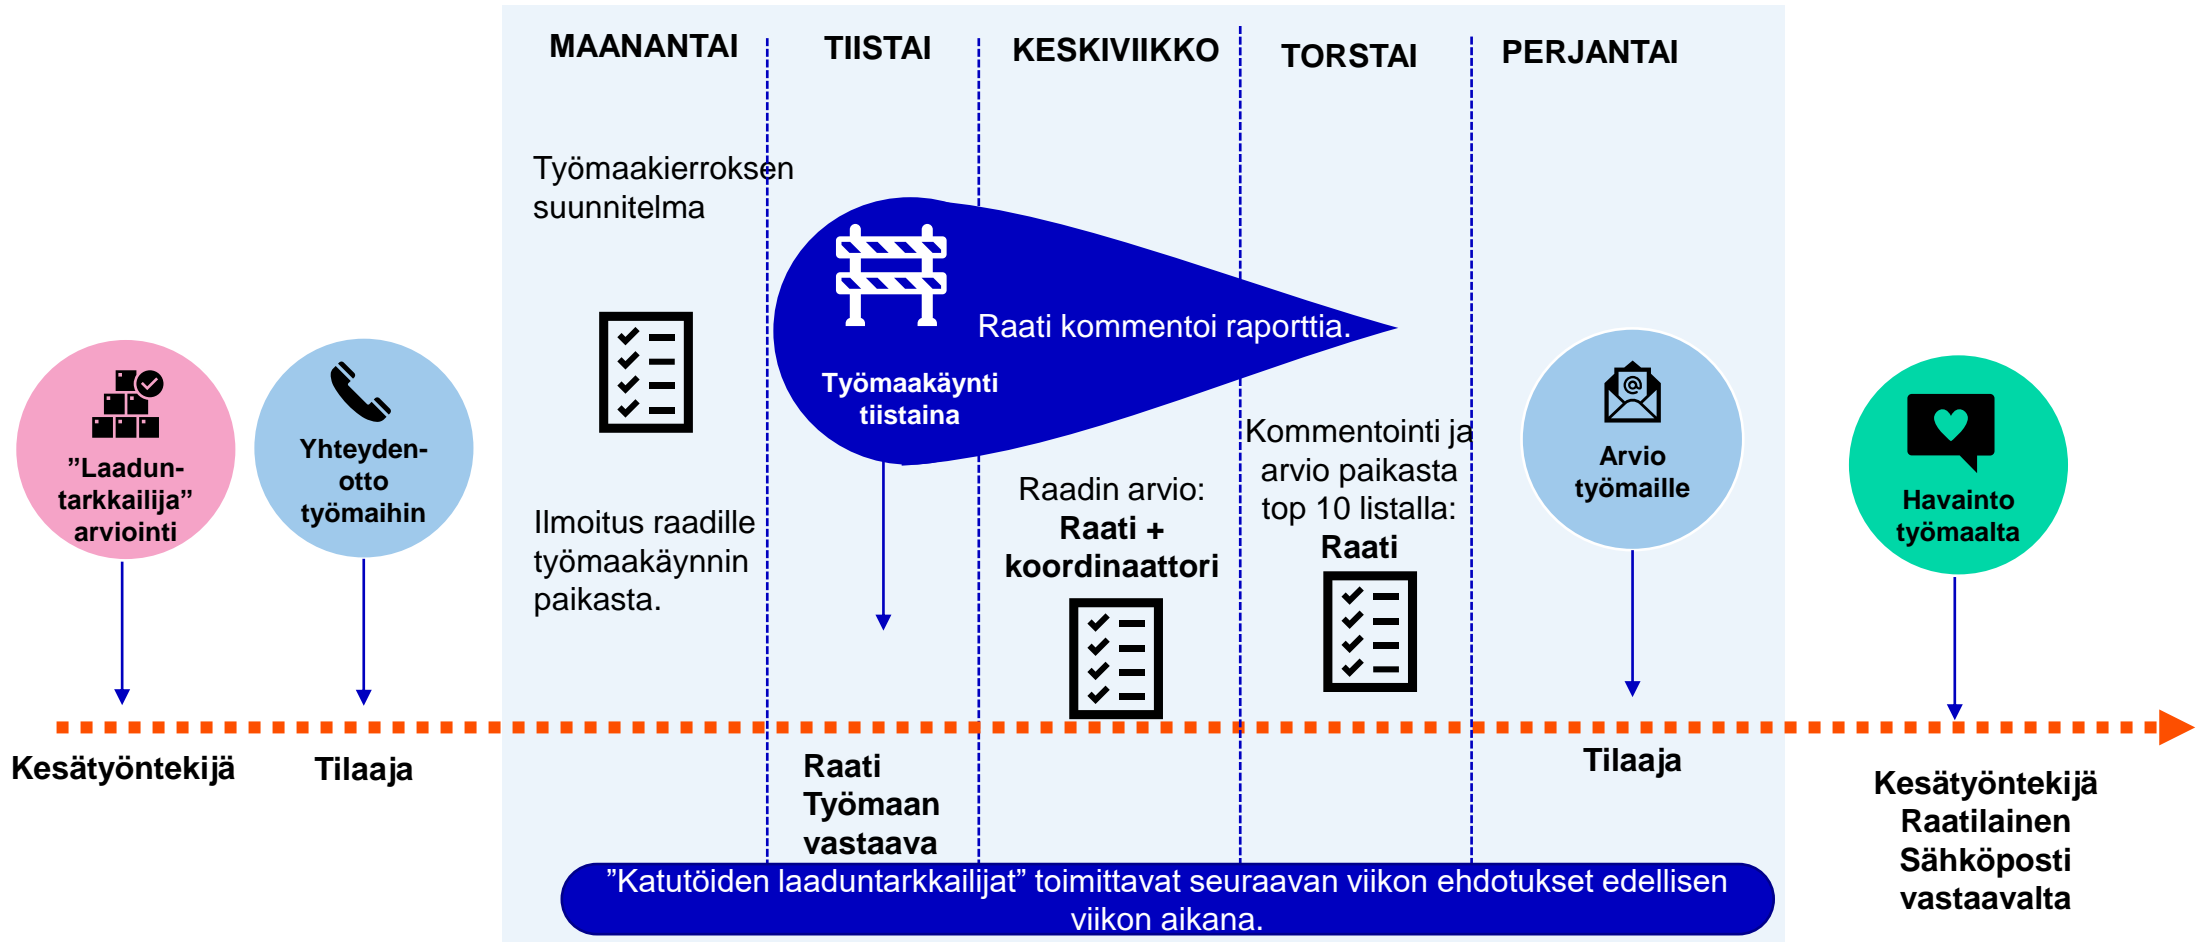 MAANANTAI
TIISTAI
KESKIVIIKKO
TORSTAI
PERJANTAI
”Laadun-
tarkkailija”
arviointi
Yhteyden-
otto
työmaihin
Työmaakierroksen
suunnitelma
Ilmoitus raadille
työmaakäynnin
paikasta.
Työmaakäynti
tiistaina
Raati kommentoi raporttia.
Raadin arvio:
Raati +
koordinaattori
Kommentointi ja
arvio paikasta
top 10 listalla:
Raati
@
Arvio
työmaille
Havainto
työmaalta
Kesätyöntekijä
Tilaaja
Raati
Työmaan
vastaava
Tilaaja
Kesätyöntekijä
Raatilainen
Sähköposti
vastaavalta
”Katutöiden laaduntarkkailijat” toimittavat seuraavan viikon ehdotukset edellisen
viikon aikana.